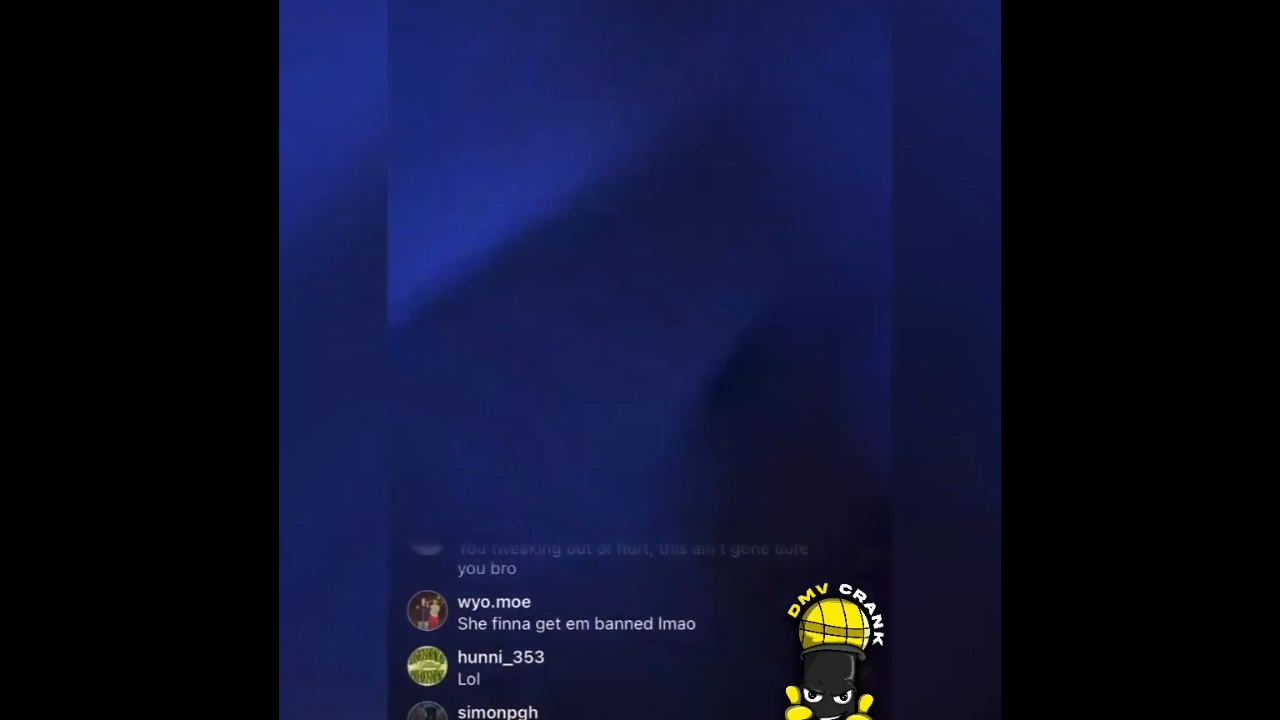 You tweaking out of hurt, this ain't gone
you bro
wyo.moe
She finna get em banned lmao
hunni_353
Lol
simonpgh
DMV CRANK